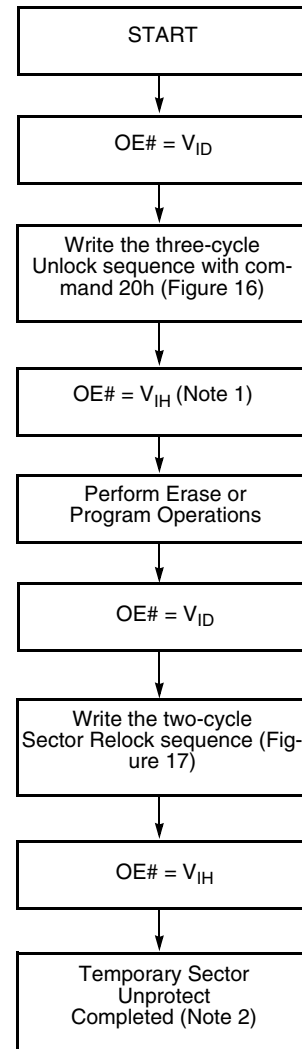 START
OE# = VID
Write the three-cycle
Unlock sequence with com-
mand 20h (Figure 16)
OE# = VIH (Note 1)
Perform Erase or
Program Operations
OE# = VID
Write the two-cycle
Sector Relock sequence (Fig-
ure 17)
OE# = VIH
Temporary Sector
Unprotect
Completed (Note 2)